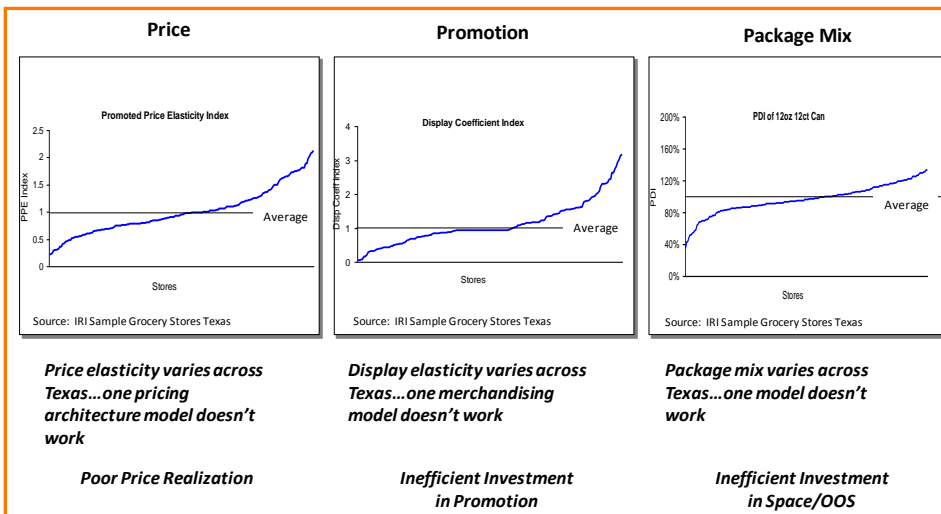 Price
Promoted Price Elasticity Index
2.5
2
1.5
1
0.5
0
PPE Index
Average
Stores
Source: IRI Sample Grocery Stores Texas
Price elasticity varies across
Texas...one pricing
architecture model doesn't
work
Poor Price Realization
Promotion
Display Coefficient Index
4
3
2
1
0
Disp Coeff Index
Average
Stores
Source: IRI Sample Grocery Stores Texas
Display elasticity varies across
Texas...one merchandising
model doesn't work
Inefficient Investment
in Promotion
Package Mix
PDI of 12oz 12ct Can
200%
160%
120%
80%
40%
0%
PDI
Average
Stores
Source: IRI Sample Grocery Stores Texas
Package mix varies across
Texas...one model doesn't
work
Inefficient Investment
in Space/OOS